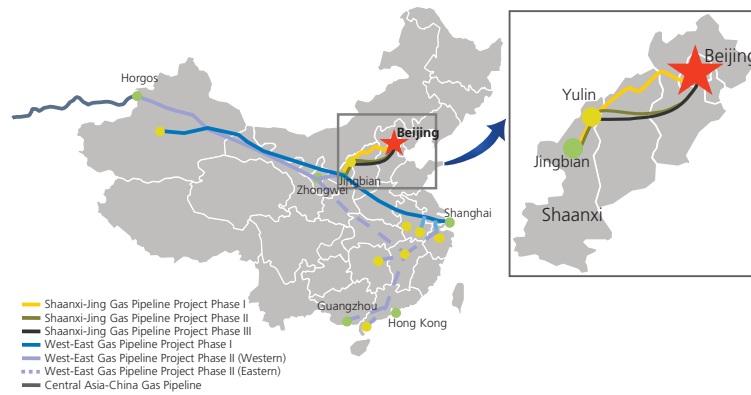 Horgos
Beijing
Zhongwei
Jingbian
Shanghai
Guangzhou
Hong Kong
Beijing
Yulin
Jingbian
Shaanxi
Shaanxi-Jing Gas Pipeline Project Phase I
Shaanxi-Jing Gas Pipeline Project Phase II
Shaanxi-Jing Gas Pipeline Project Phase III
West-East Gas Pipeline Project Phase I
West-East Gas Pipeline Project Phase II (Western)
West-East Gas Pipeline Project Phase II (Eastern)
Central Asia-China Gas Pipeline